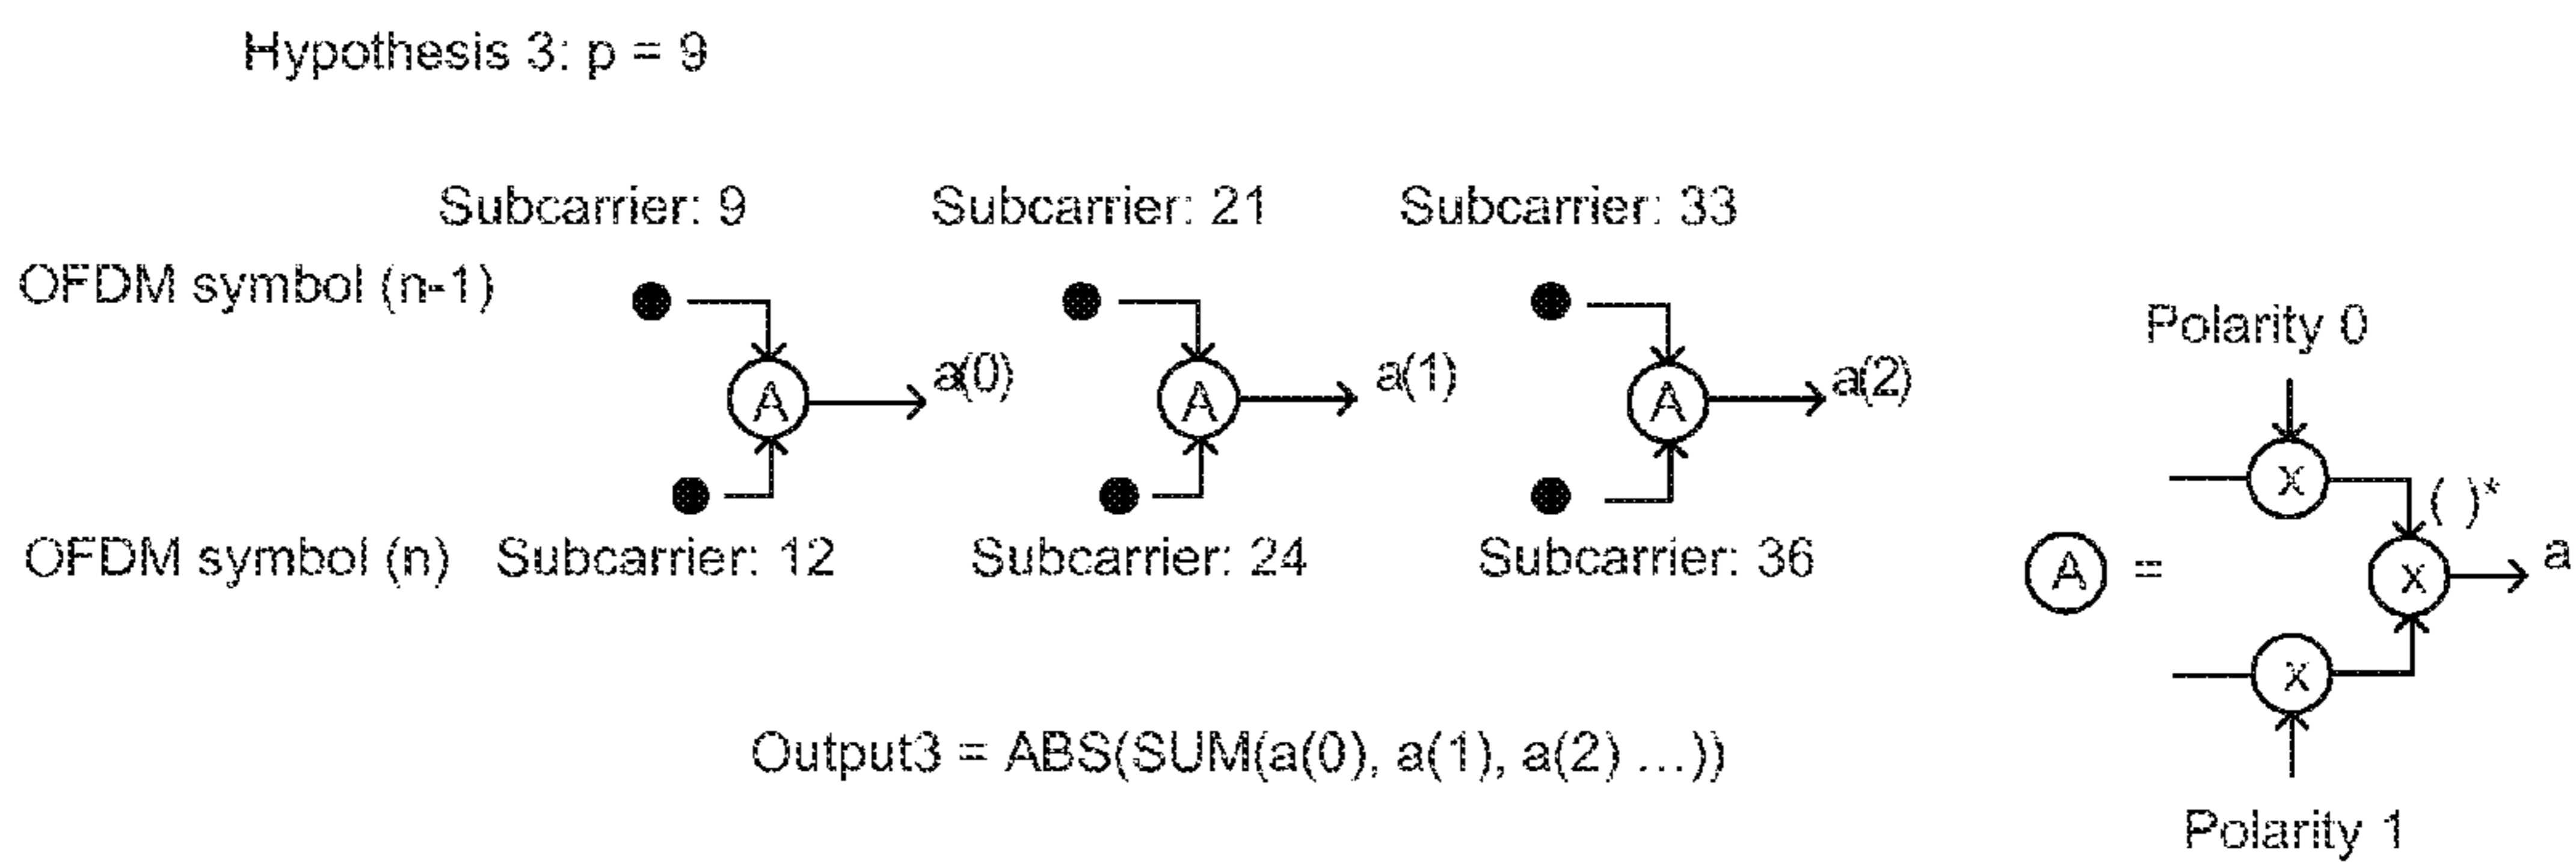 Hypothesis 3: p = 9
Subcarrier: 9 Subcarrier: 21 Subcarrier: 33
OFDM symbol (n-1)
Polarity 0
A a(0) A a(1) A a(2)
x ( )*
OFDM symbol (n) Subcarrier: 12 Subcarrier: 24 Subcarrier: 36
A = x a
x
Output3 = ABS(SUM(a(0), a(1), a(2) ...))
Polarity 1